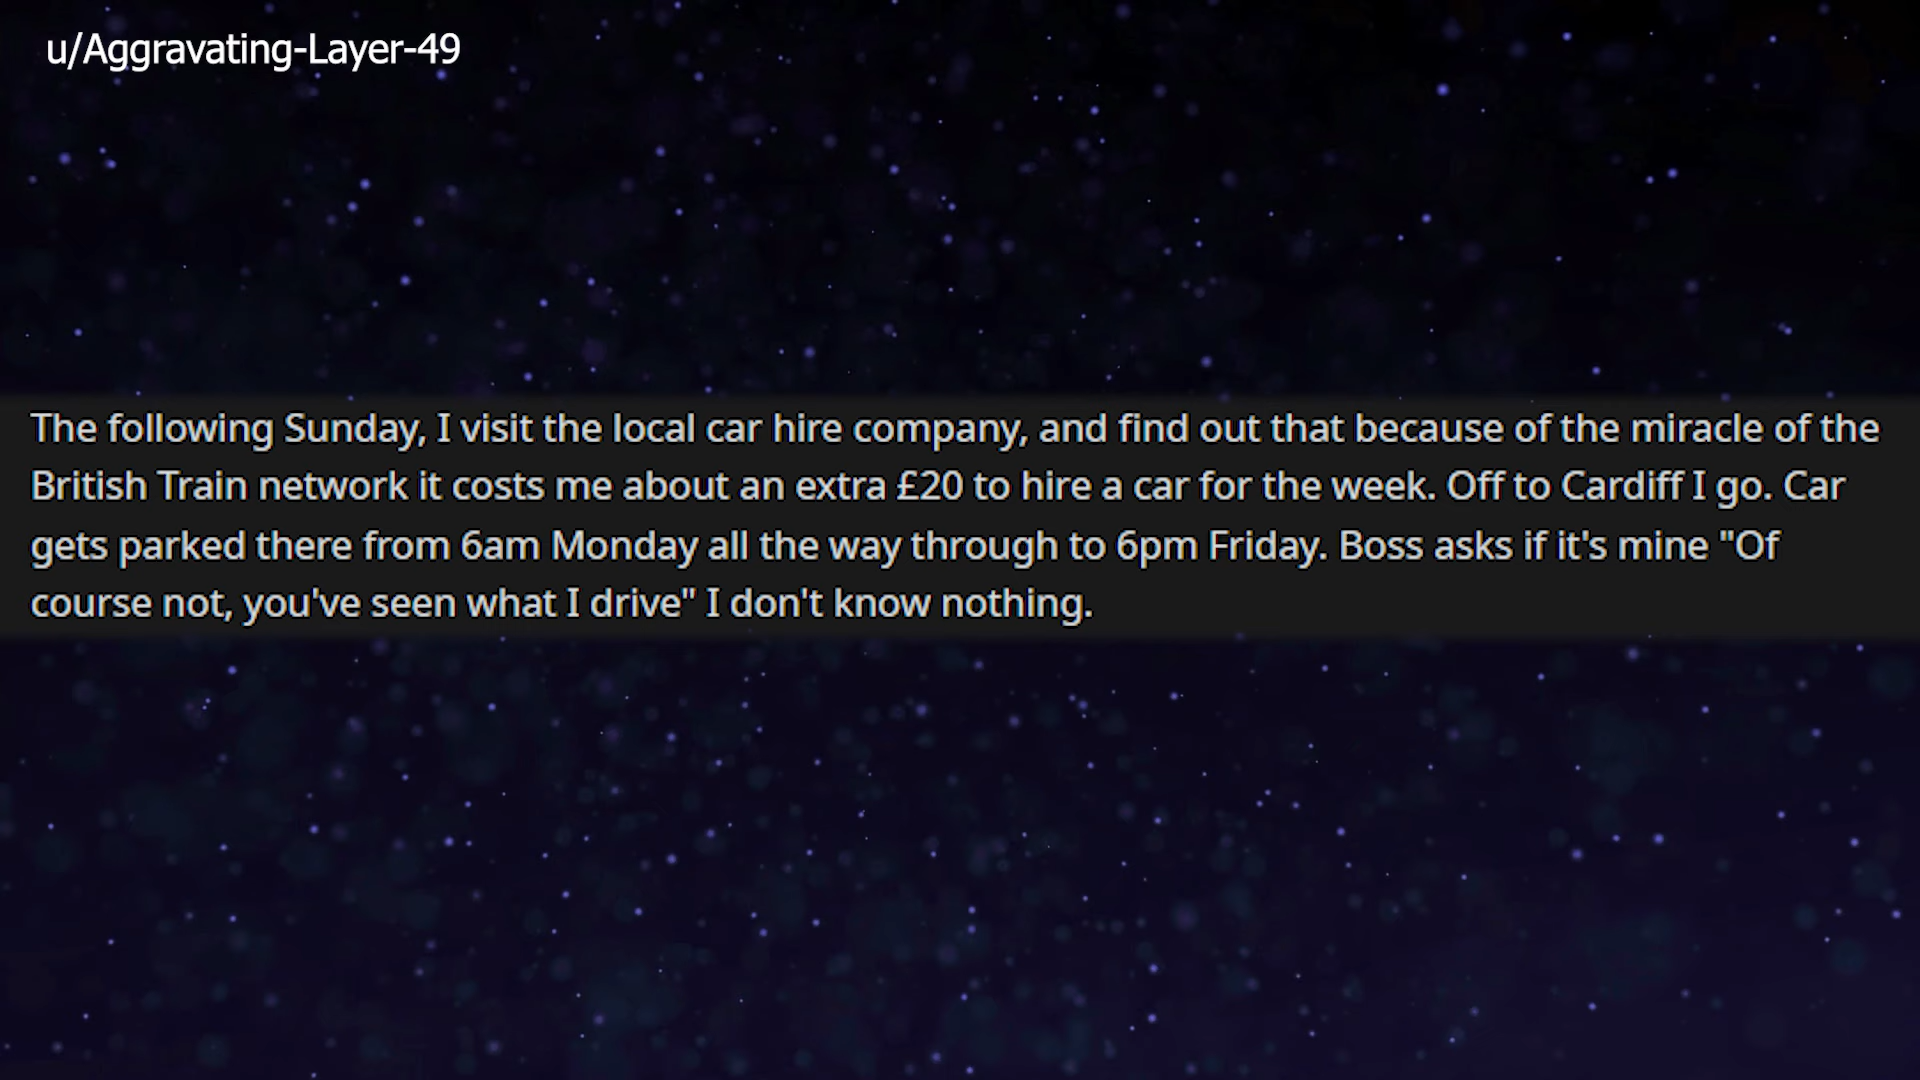 u/Aggravating-Layer-49
The following Sunday, I visit the local car hire company, and find out that because of the miracle of the
British Train network it costs me about an extra £20 to hire a car for the week. Off to Cardiff I go. Car
gets parked there from 6am Monday all the way through to 6pm Friday. Boss asks if it's mine "Of
course not, you've seen what I drive" I don't know nothing.